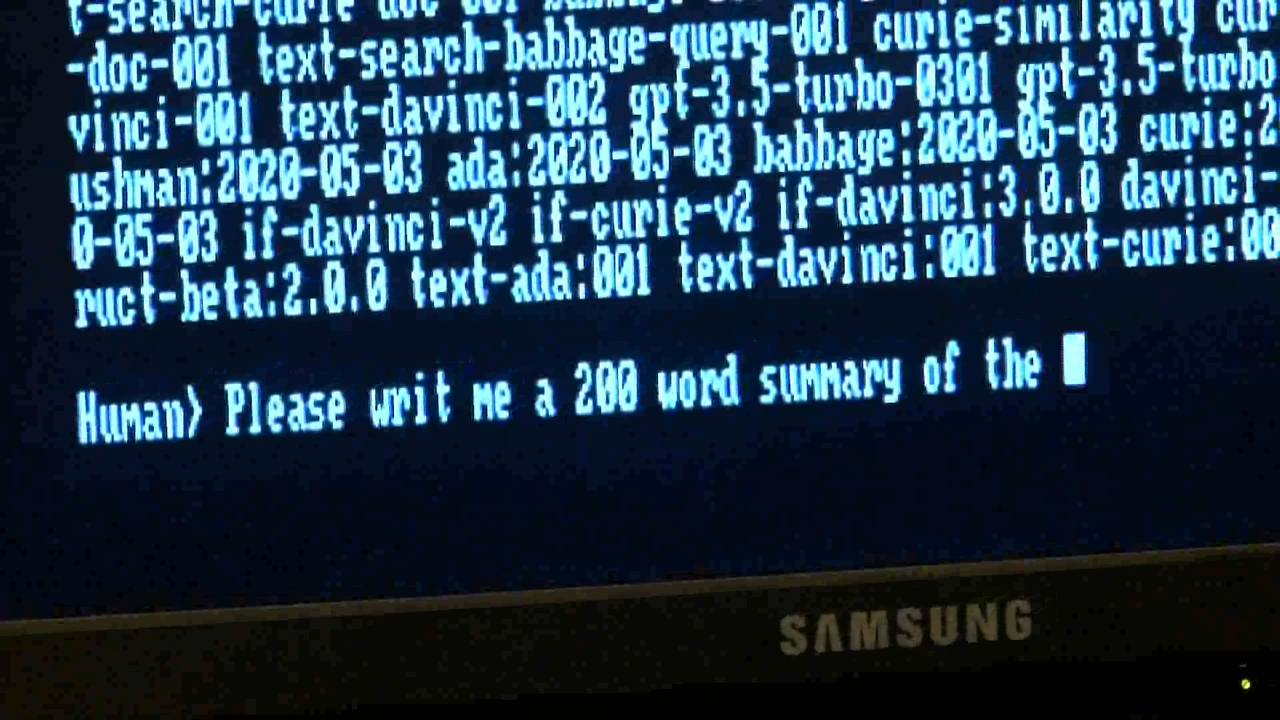 t-search-curie-doc-001
-doc-001 text-search-babbage-query-001 curie-similarity cur
vinci-001 text-davinci-002 gpt-3.5-turbo-0301 gpt-3.5-turbo
ushman:2020-05-03 ada:2020-05-03 babbage:2020-05-03 curie:2
0-05-03 if-davinci-v2 if-curie-v2 if-davinci:3.0.0 davinci-
ruct-beta:2.0.0 text-ada:001 text-davinci:001 text-curie:00
Human> Please writ me a 200 word summary of the
SAMSUNG